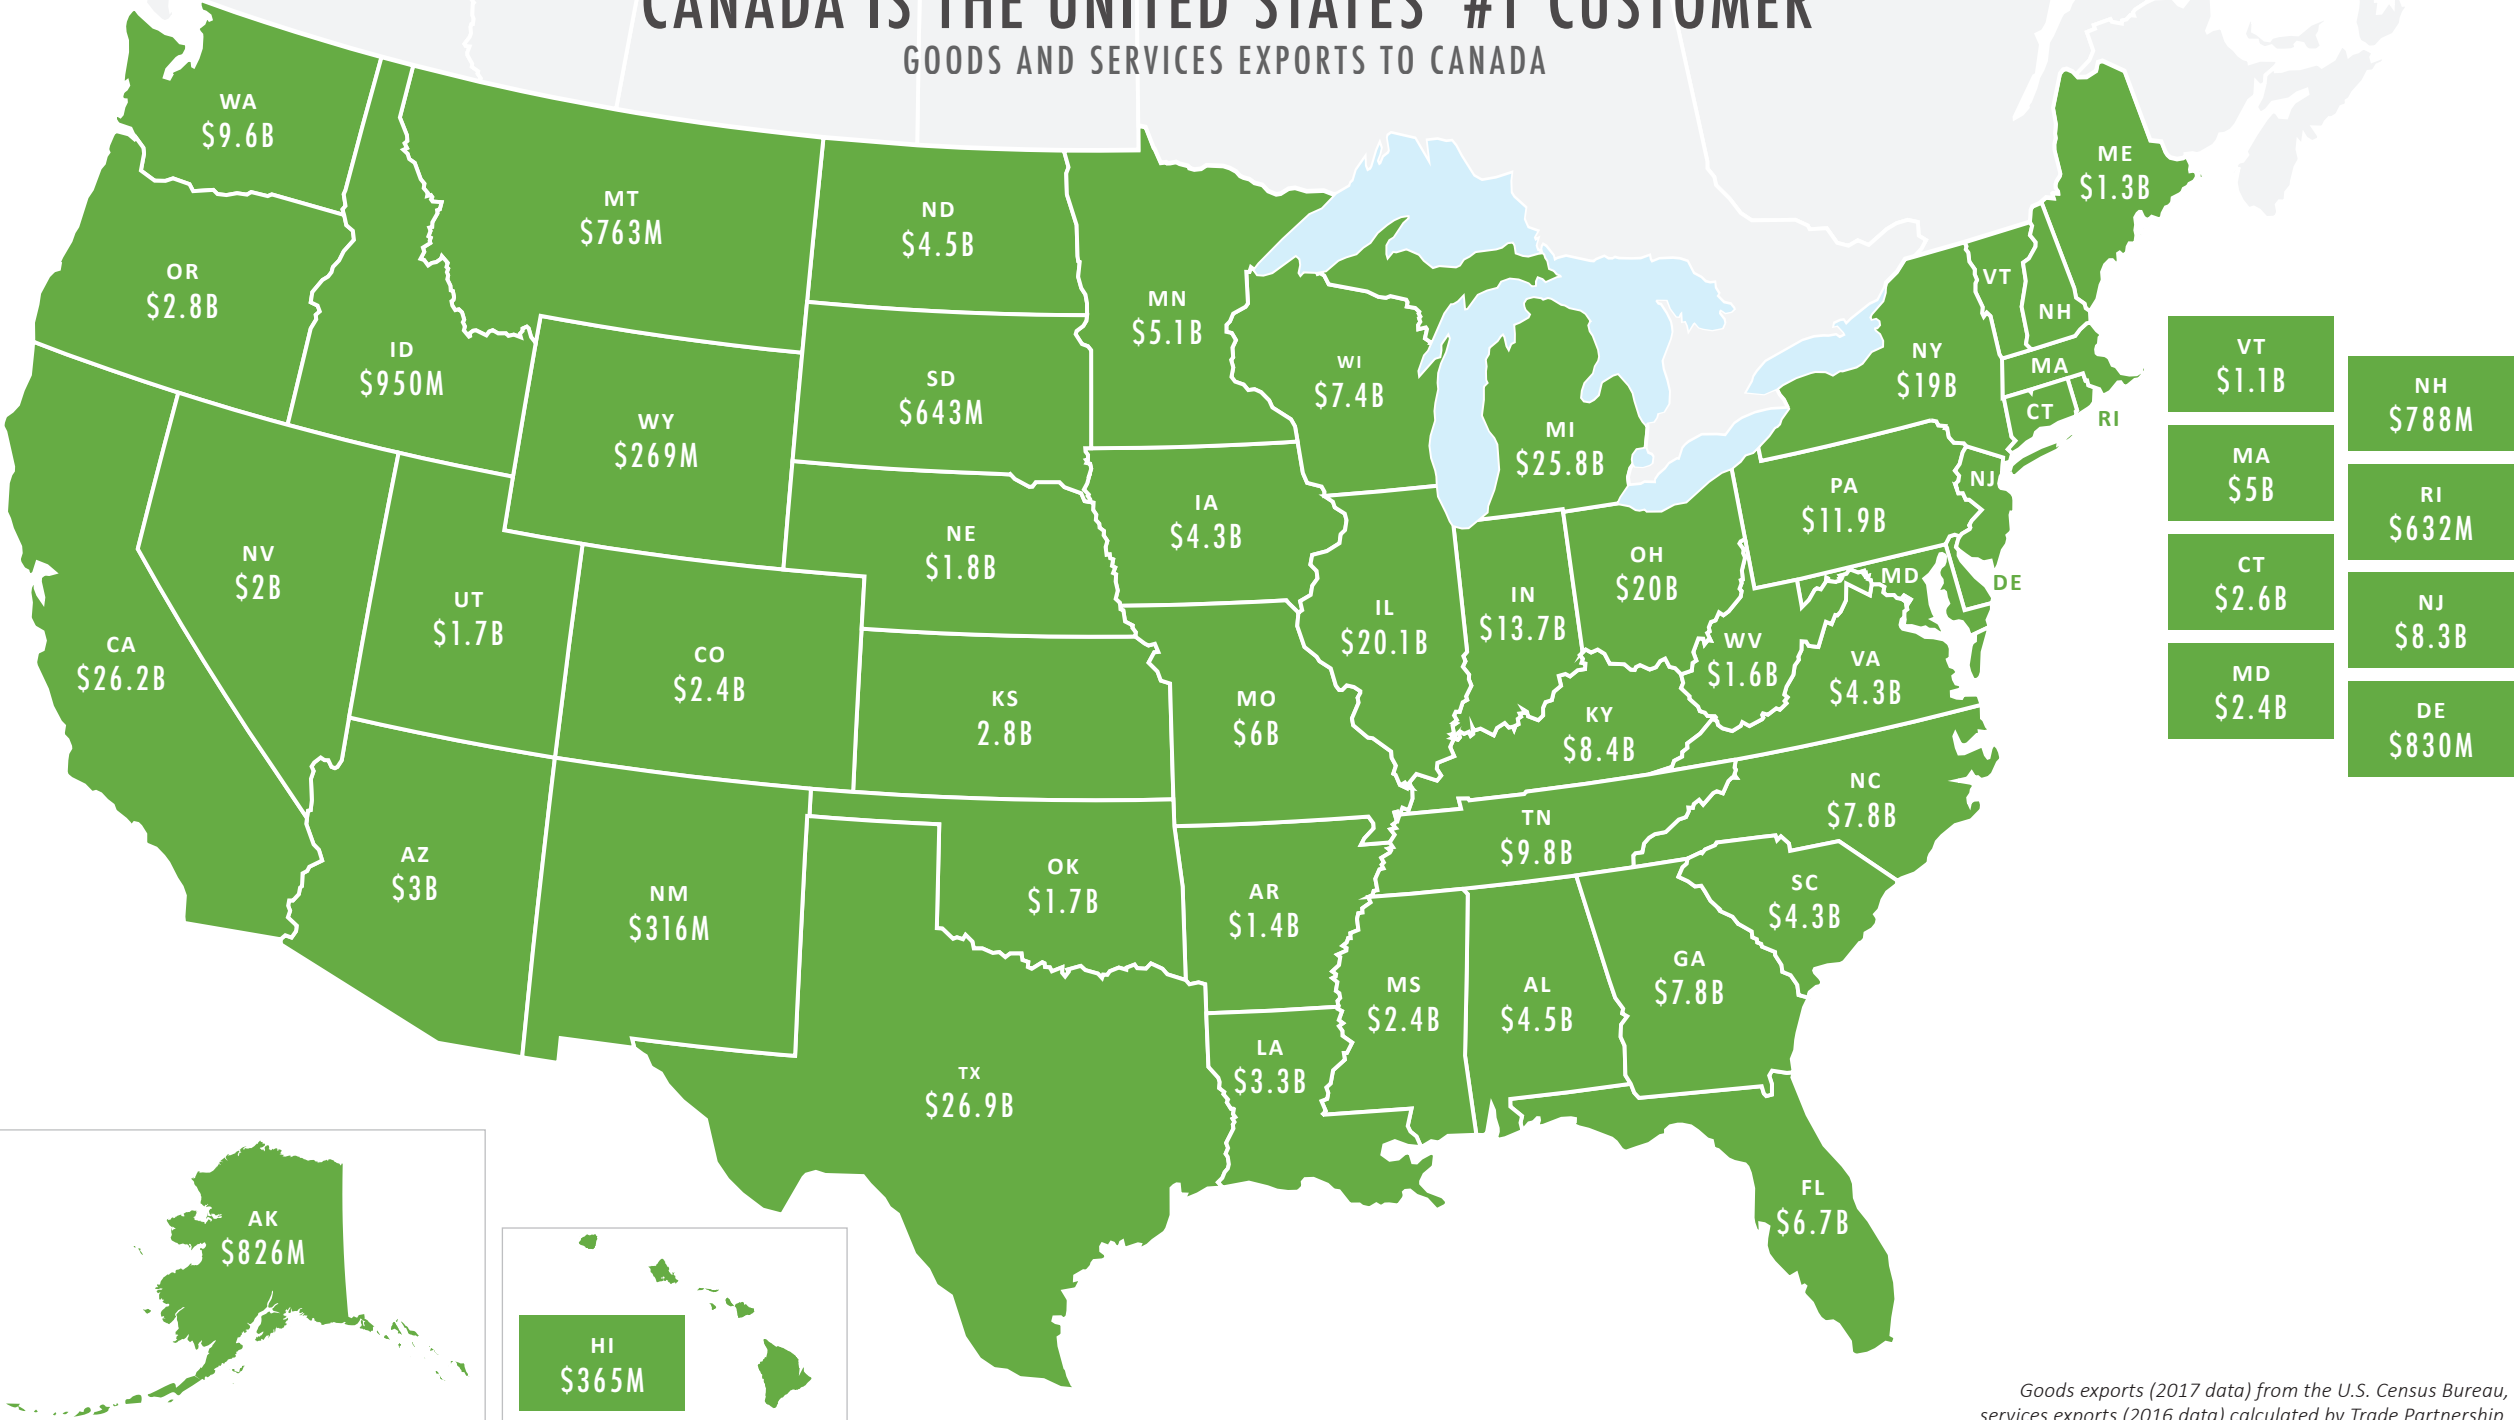 CANADA IS THE UNITED STATES' #1 CUSTOMER
GOODS AND SERVICES EXPORTS TO CANADA
WA
$9.6B
OR
$2.8B
ID
$950M
MT
$763M
ND
$4.5B
MN
$5.1B
SD
$643M
WY
$269M
WI
$7.4B
MI
$25.8B
NY
$19B
VT
NH
ME
$1.3B
MA
CT
RI
VT
$1.1B
NH
$788M
MA
$5B
RI
$632M
CT
$2.6B
NJ
$8.3B
MD
$2.4B
DE
$830M
CA
$26.2B
NV
$2B
UT
$1.7B
CO
$2.4B
NE
$1.8B
IA
$4.3B
KS
2.8B
MO
$6B
IL
$20.1B
IN
$13.7B
OH
$20B
PA
$11.9B
NJ
MD
DE
WV
$1.6B
VA
$4.3B
KY
$8.4B
NC
$7.8B
TN
$9.8B
SC
$4.3B
AZ
$3B
NM
$316M
OK
$1.7B
AR
$1.4B
MS
$2.4B
AL
$4.5B
GA
$7.8B
LA
$3.3B
TX
$26.9B
FL
$6.7B
AK
$826M
HI
$365M
Goods exports (2017 data) from the U.S. Census Bureau,
services exports (2016 data) calculated by Trade Partnership